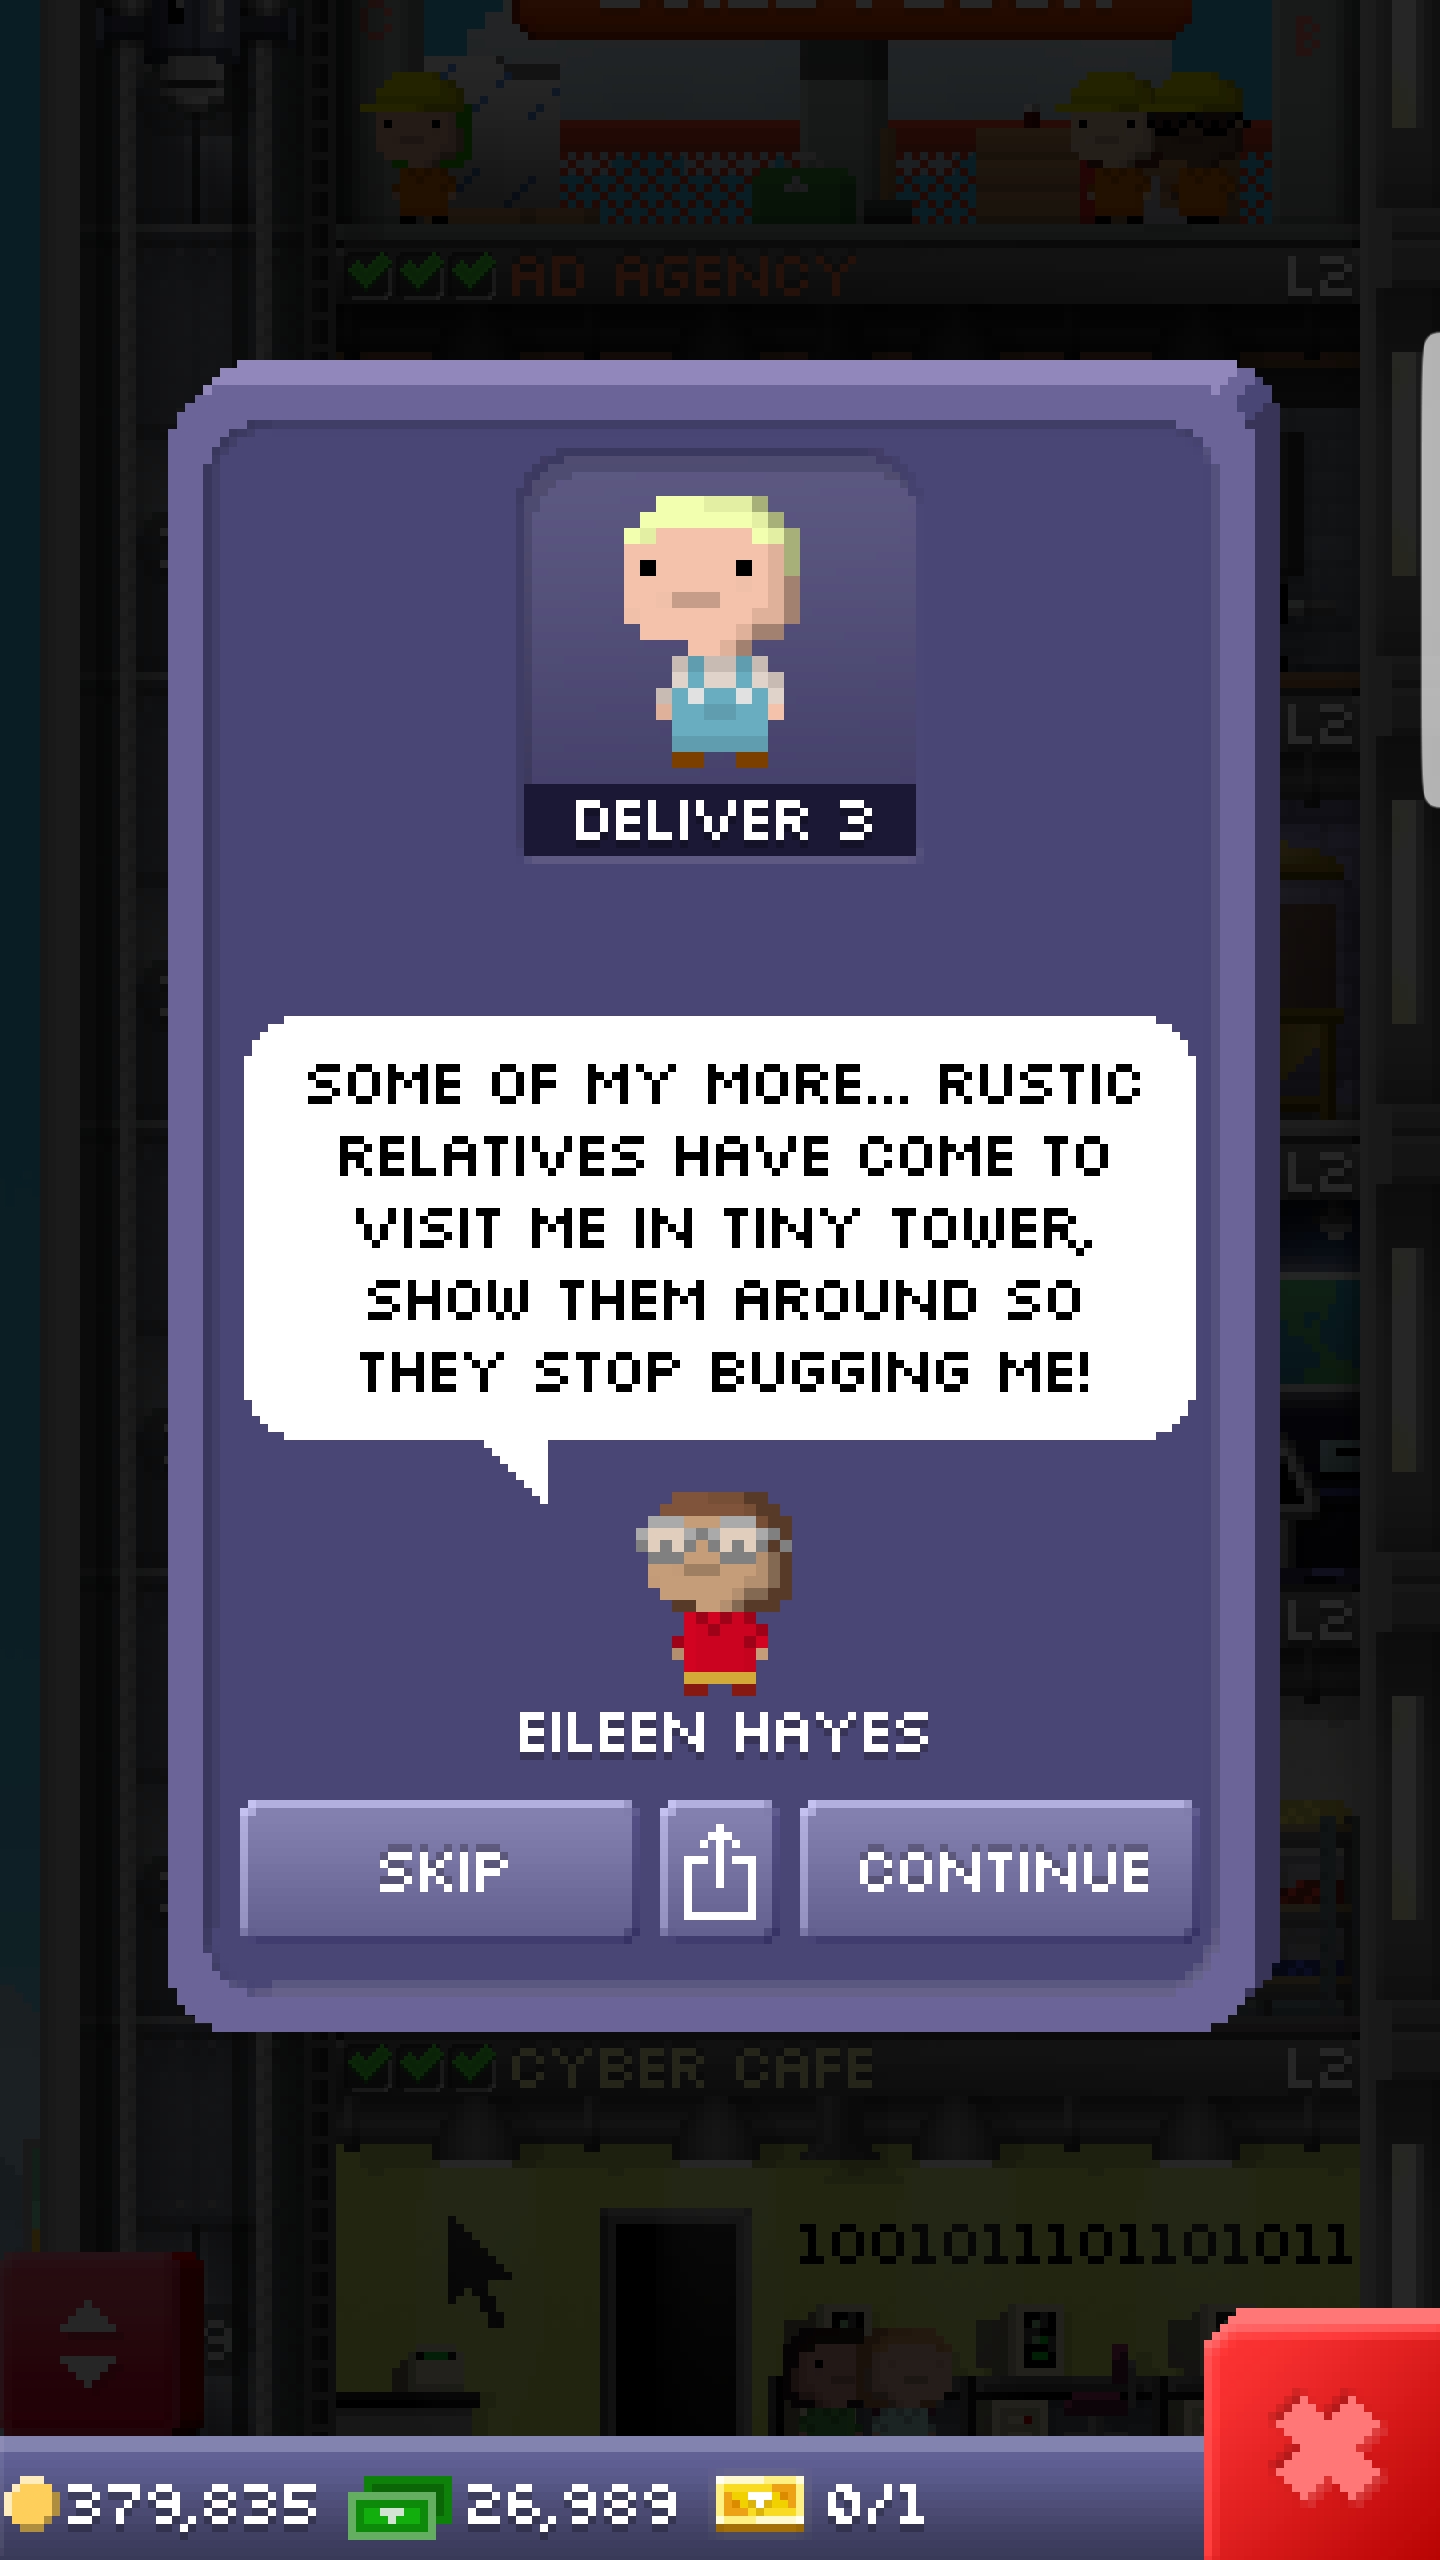 AD AGENCY L2
L2
DELIVER 3
SOME OF MY MORE... RUSTIC
RELATIVES HAVE COME TO
VISIT ME IN TINY TOWER,
SHOW THEM AROUND SO
THEY STOP BUGGING ME!
L2
L2
EILEEN HAYES
SKIP
CONTINUE
CYBER CAFE L2
1001011101101011
379,835 26,989 0/1